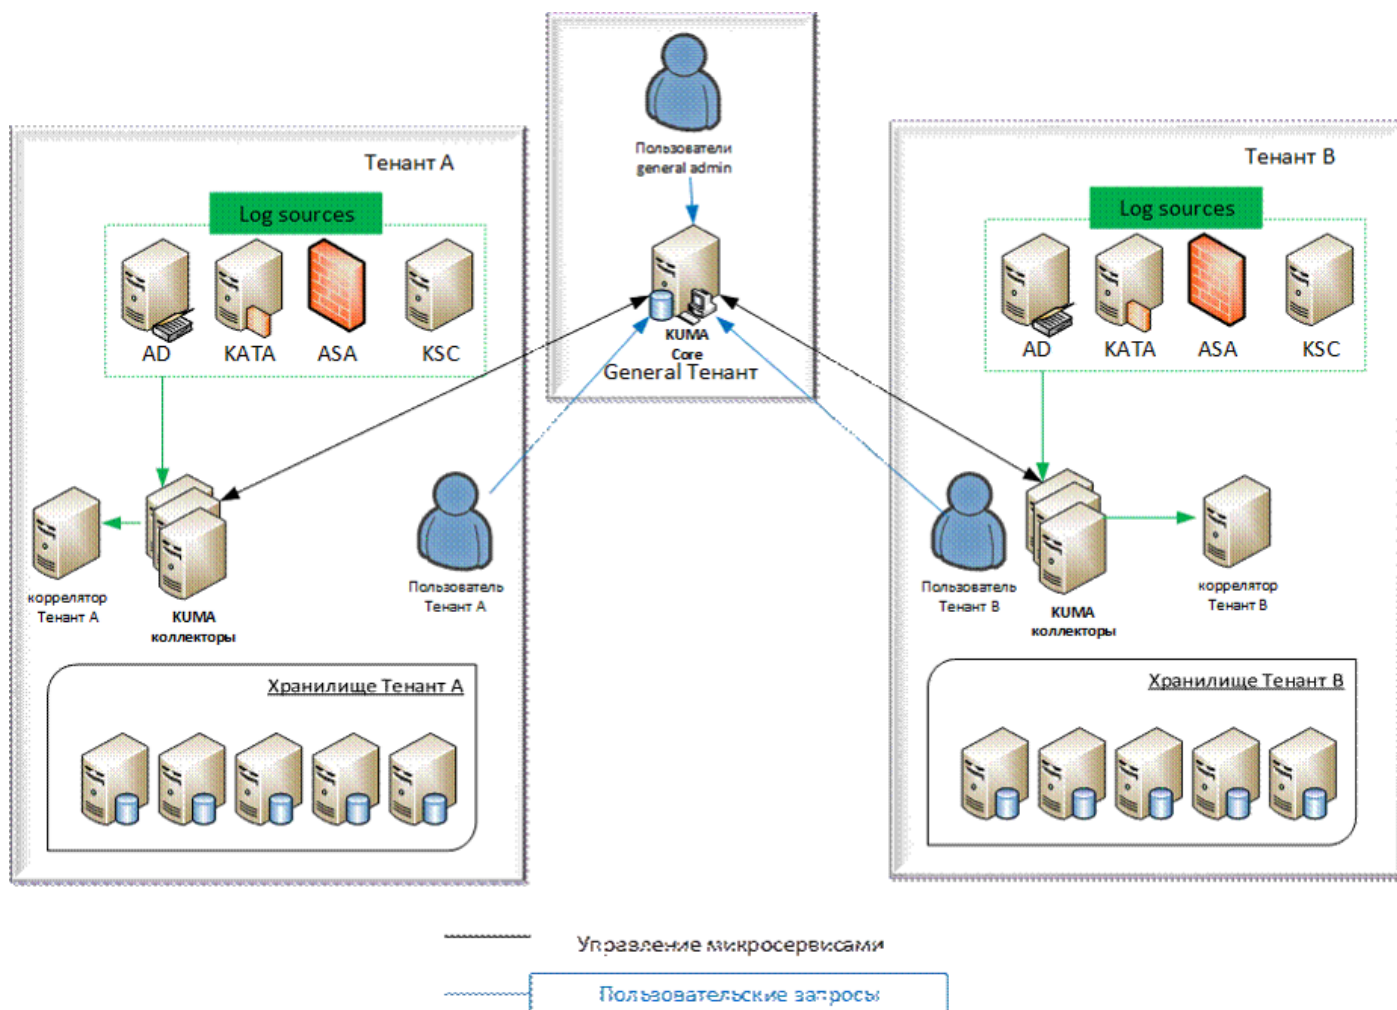 Пользователи
general admin
KUMA
Core
General Тенант
Тенант A
Log sources
AD
KATA
ASA
KSC
коррелятор
Тенант A
KUMA
коллекторы
Пользователь
Тенант A
Хранилище Тенант A
Тенант B
Log sources
AD
KATA
ASA
KSC
Пользователь
Тенант B
KUMA
коллекторы
коррелятор
Тенант B
Хранилище Тенант B
Управление микросервисами
Пользовательские запросы